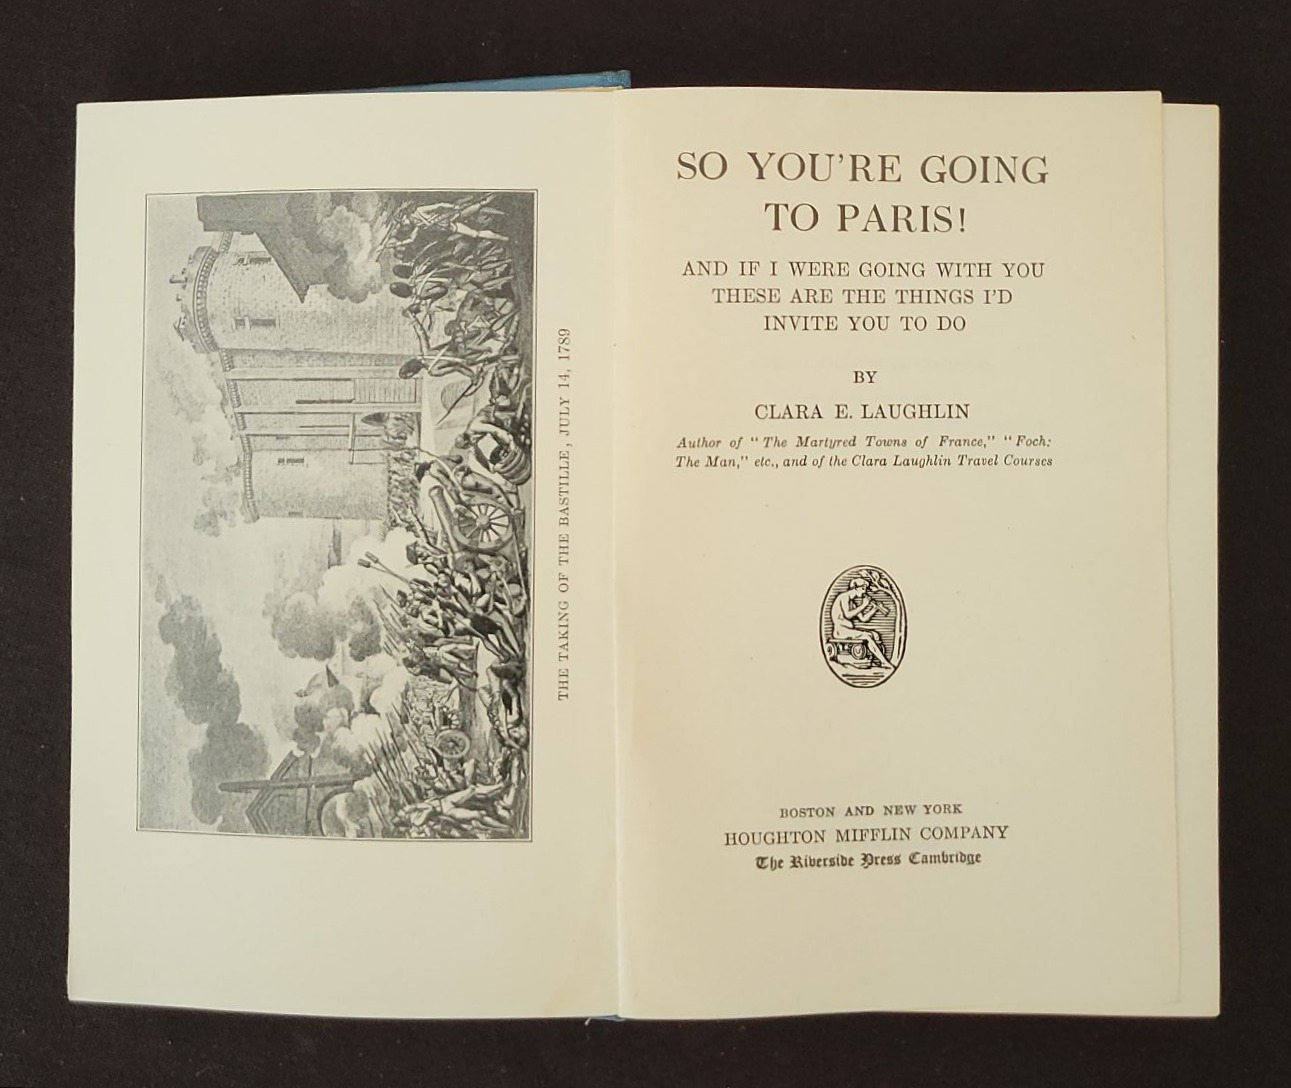 THE TAKING OF THE BASTILLE, JULY 14, 1789
SO YOU'RE GOING
TO PARIS!
AND IF I WERE GOING WITH YOU
THESE ARE THE THINGS I'D
INVITE YOU TO DO
BY
CLARA E. LAUGHLIN
Author of "The Martyred Towns of France," "Foch:
The Man," etc., and of the Clara Laughlin Travel Courses
BOSTON AND NEW YORK
HOUGHTON MIFFLIN COMPANY
The Riverside Press Cambridge